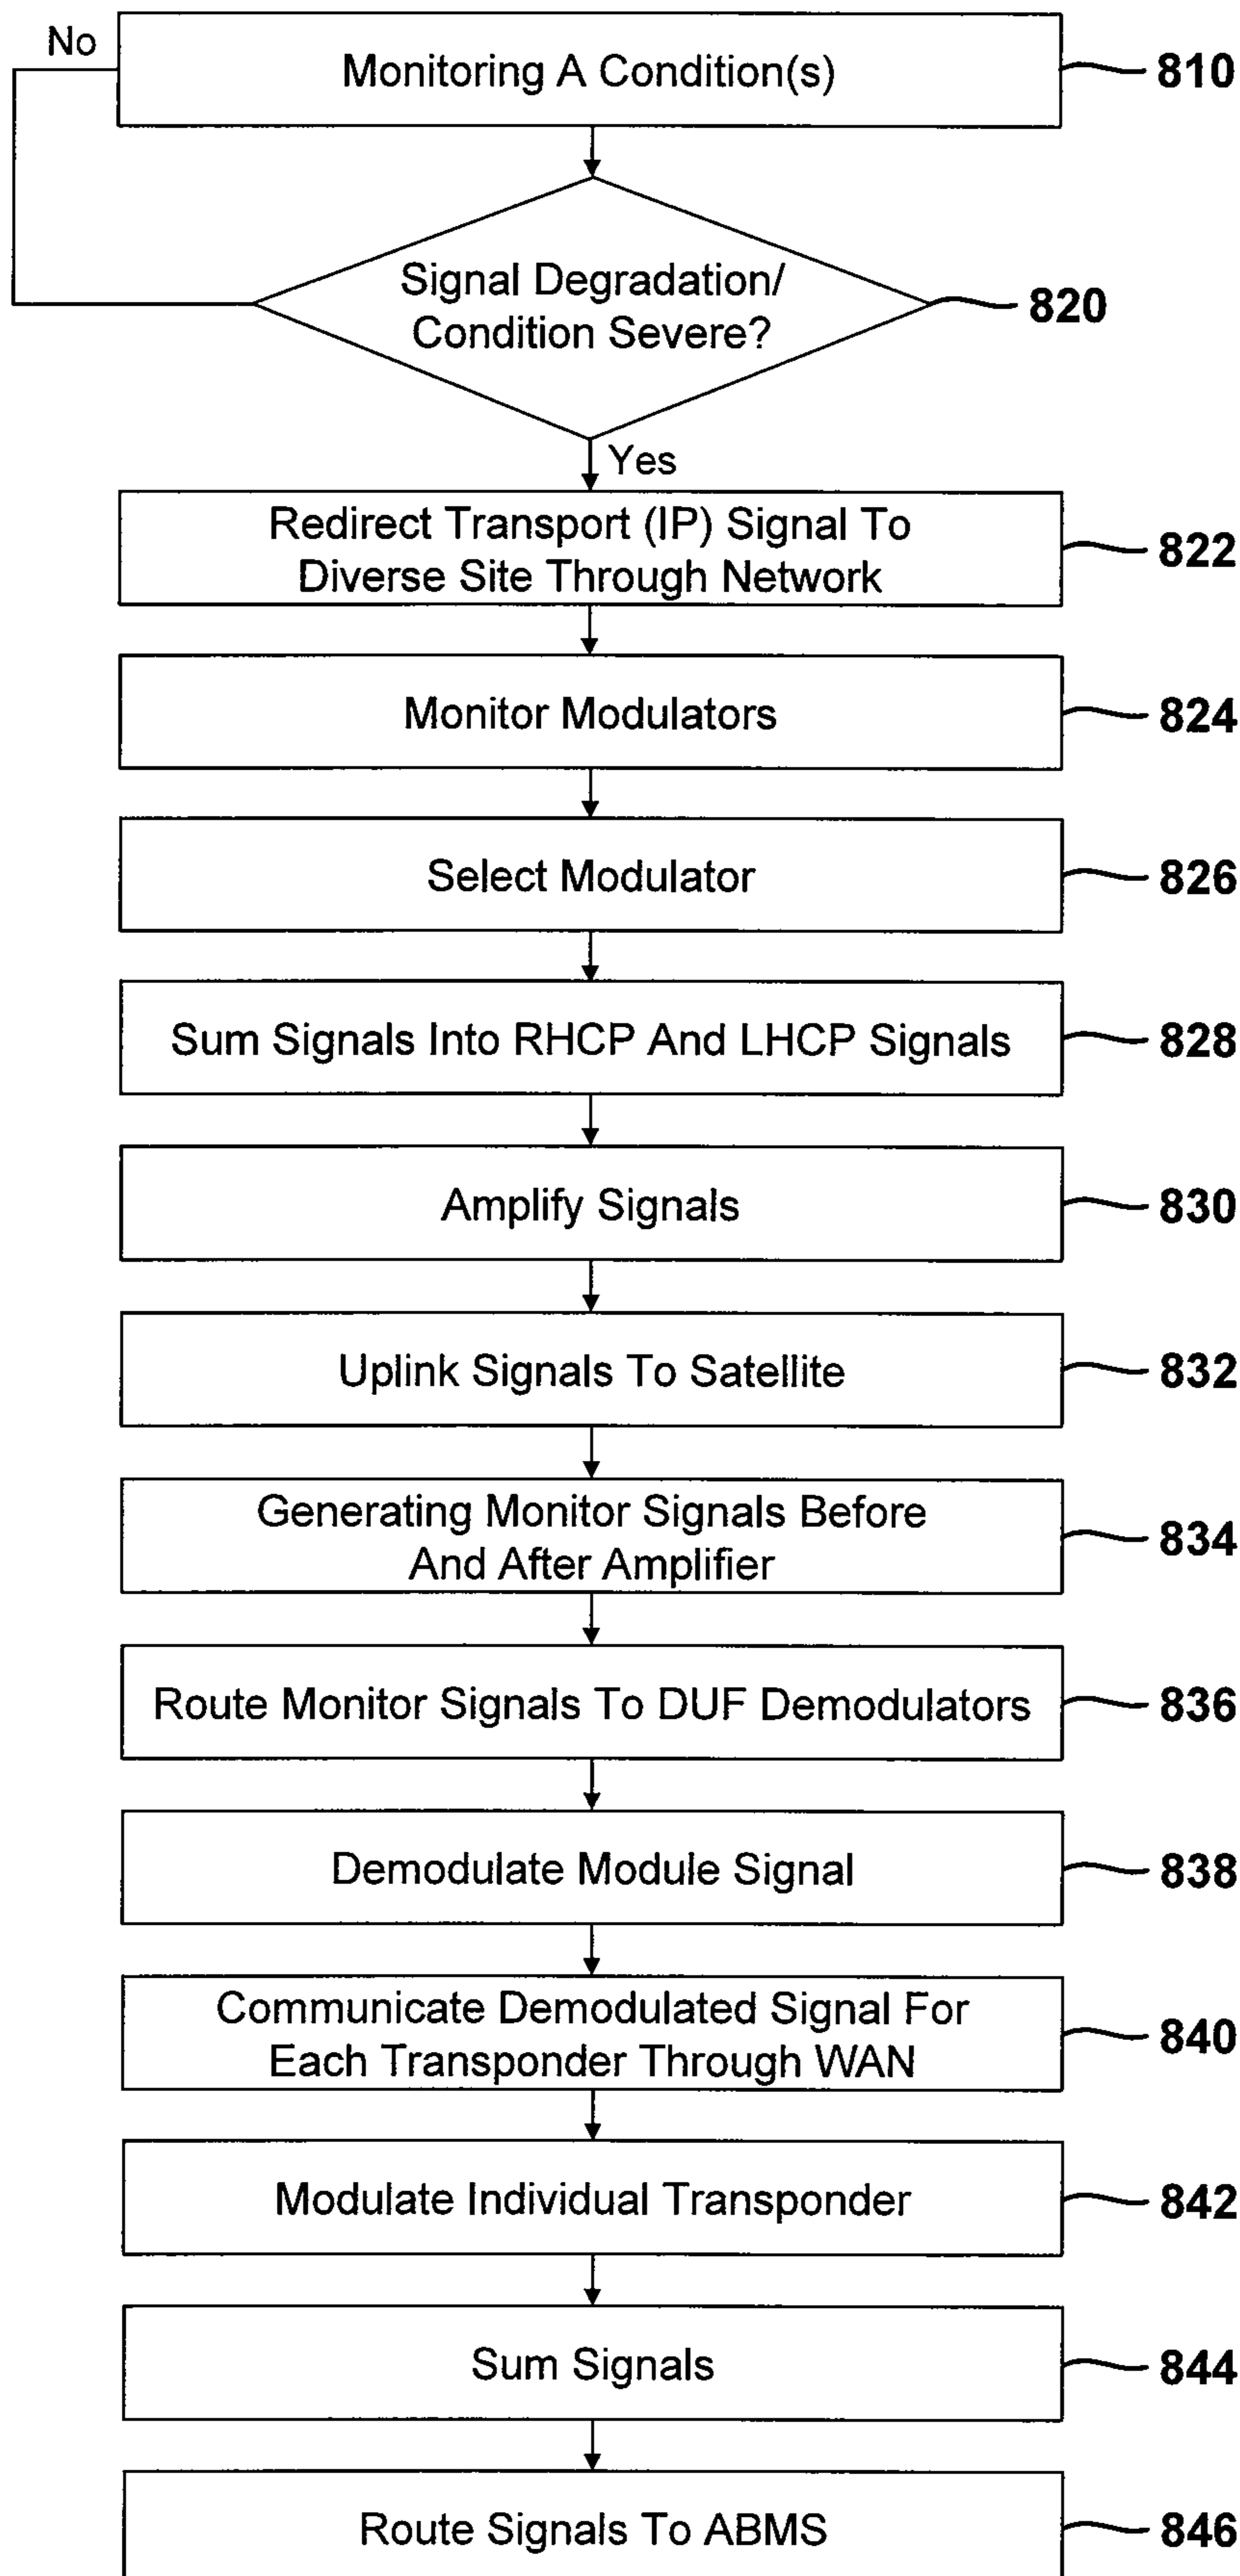 No
Monitoring A Condition(s)
810
Signal Degradation/
Condition Severe?
820
Yes
Redirect Transport (IP) Signal To
Diverse Site Through Network
822
Monitor Modulators
824
Select Modulator
826
Sum Signals Into RHCP And LHCP Signals
828
Amplify Signals
830
Uplink Signals To Satellite
832
Generating Monitor Signals Before
And After Amplifier
834
Route Monitor Signals To DUF Demodulators
836
Demodulate Module Signal
838
Communicate Demodulated Signal For
Each Transponder Through WAN
840
Modulate Individual Transponder
842
Sum Signals
844
Route Signals To ABMS
846